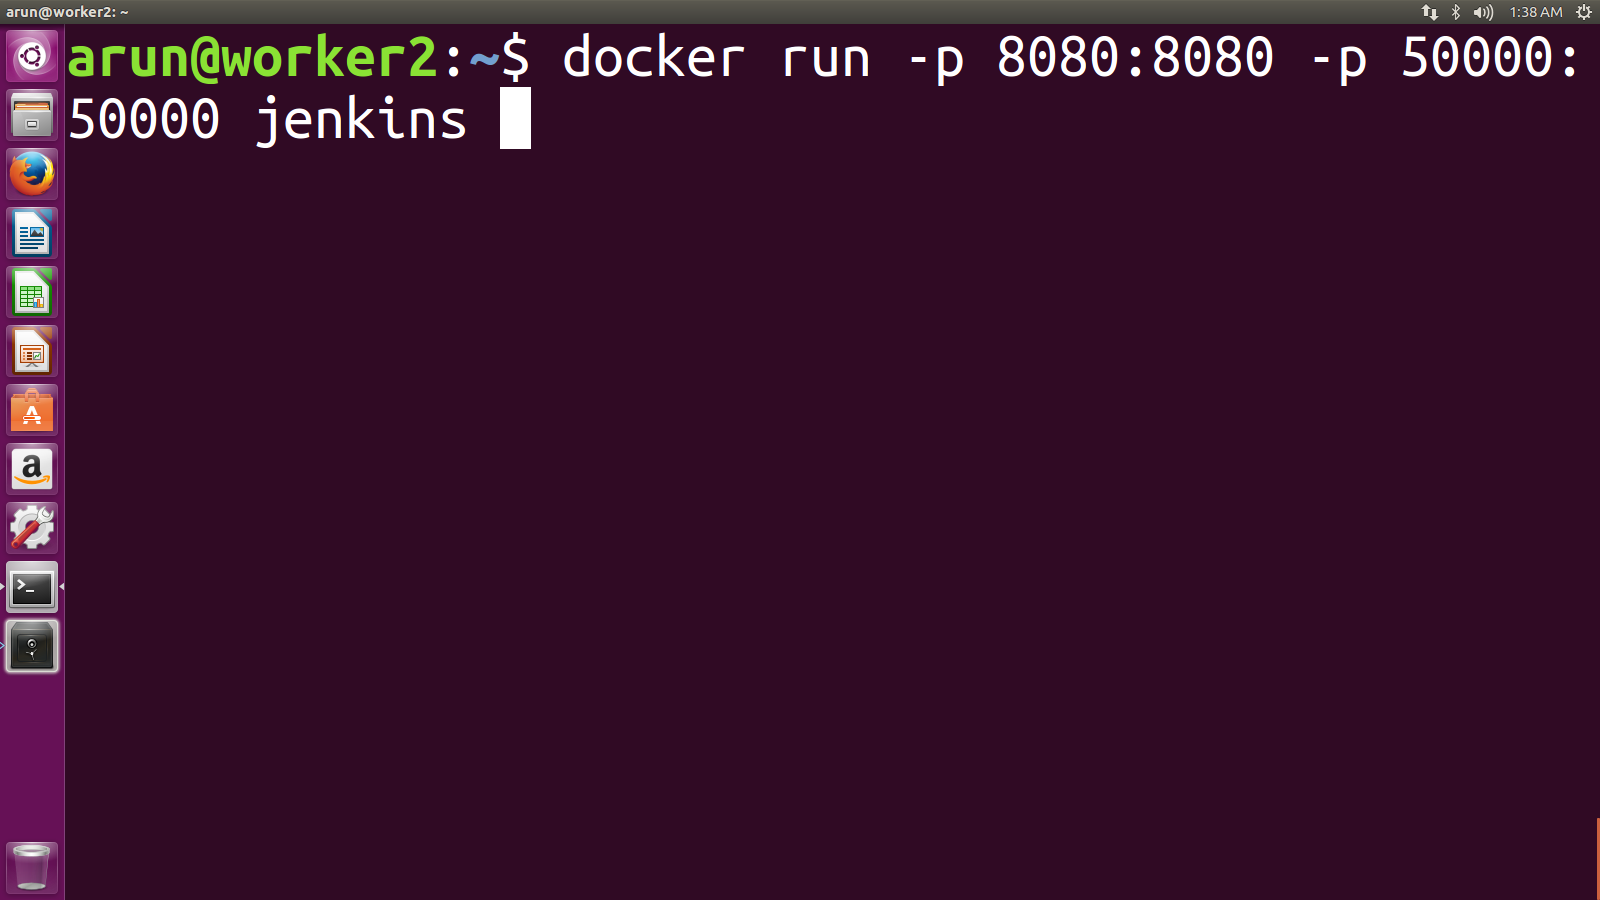 arun@worker2: ~
1:38 AM
arun@worker2:~$ docker run -p 8080:8080 -p 50000:
50000 jenkins